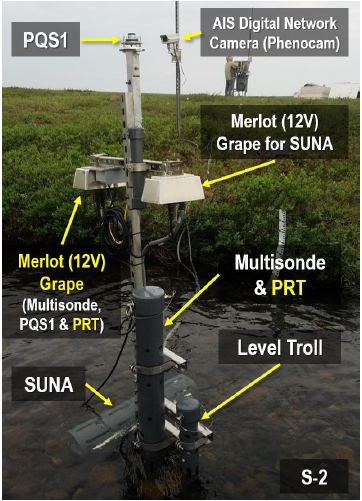 PQS1
AIS Digital Network
Camera (Phenocam)
Merlot (12V)
Grape for SUNA
Merlot (12V)
Grape
(Multisonde,
PQS1 & PRT)
Multisonde
& PRT
Level Troll
SUNA
S-2